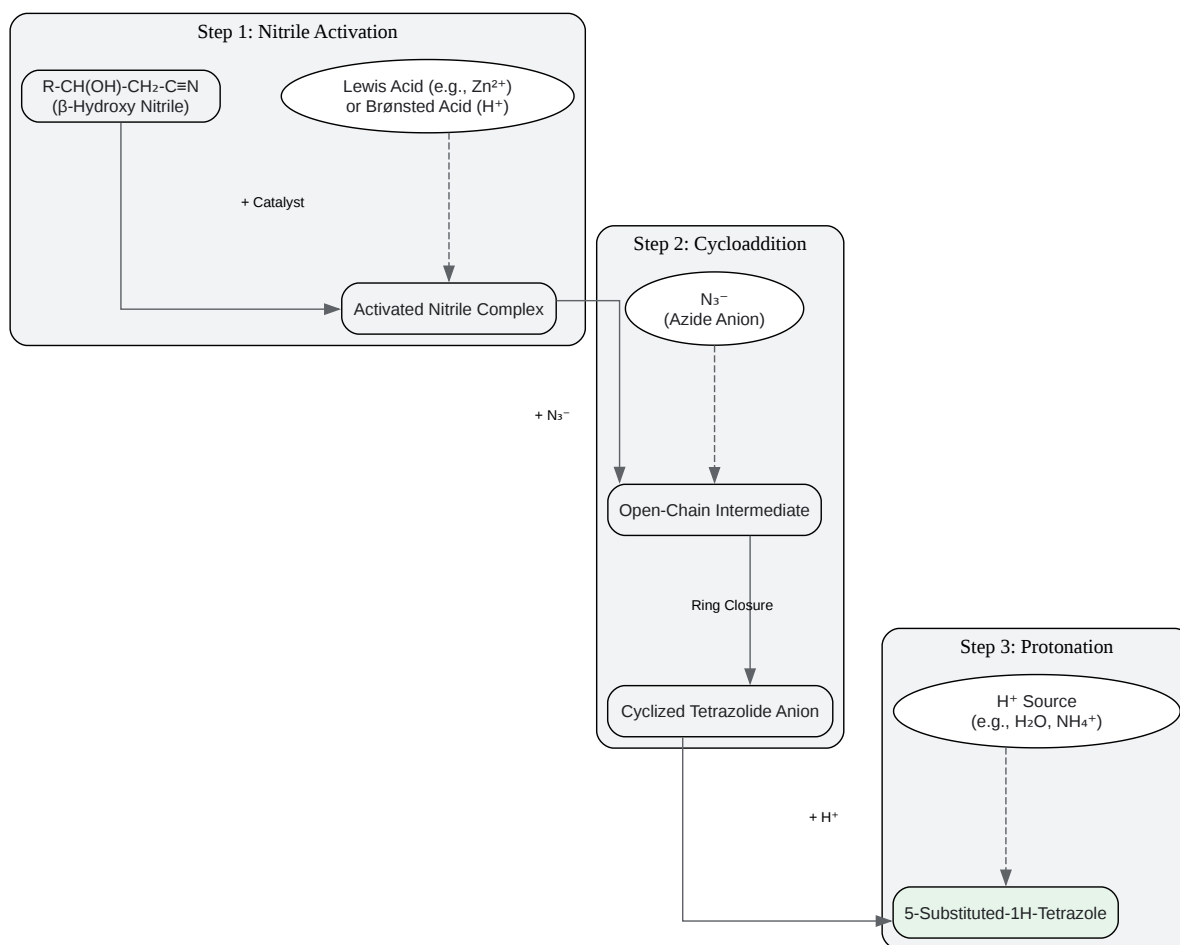 Step 1: Nitrile Activation
R-CH(OH)-CH₂-C≡N
(β-Hydroxy Nitrile)
Lewis Acid (e.g., Zn²⁺)
or Brønsted Acid (H⁺)
+ Catalyst
Activated Nitrile Complex
Step 2: Cycloaddition
N₃⁻
(Azide Anion)
+ N₃⁻
Open-Chain Intermediate
Ring Closure
Cyclized Tetrazolide Anion
Step 3: Protonation
H⁺ Source
(e.g., H₂O, NH₄⁺)
+ H⁺
5-Substituted-1H-Tetrazole